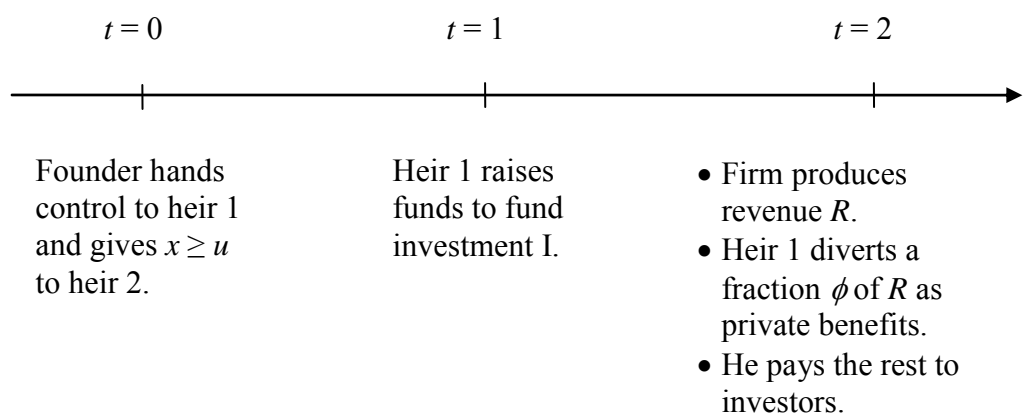 t = 0
t = 1
t = 2
Founder hands
control to heir 1
and gives x ≥ u
to heir 2.
Heir 1 raises
funds to fund
investment I.
• Firm produces
revenue R.
• Heir 1 diverts a
fraction ϕ of R as
private benefits.
• He pays the rest to
investors.